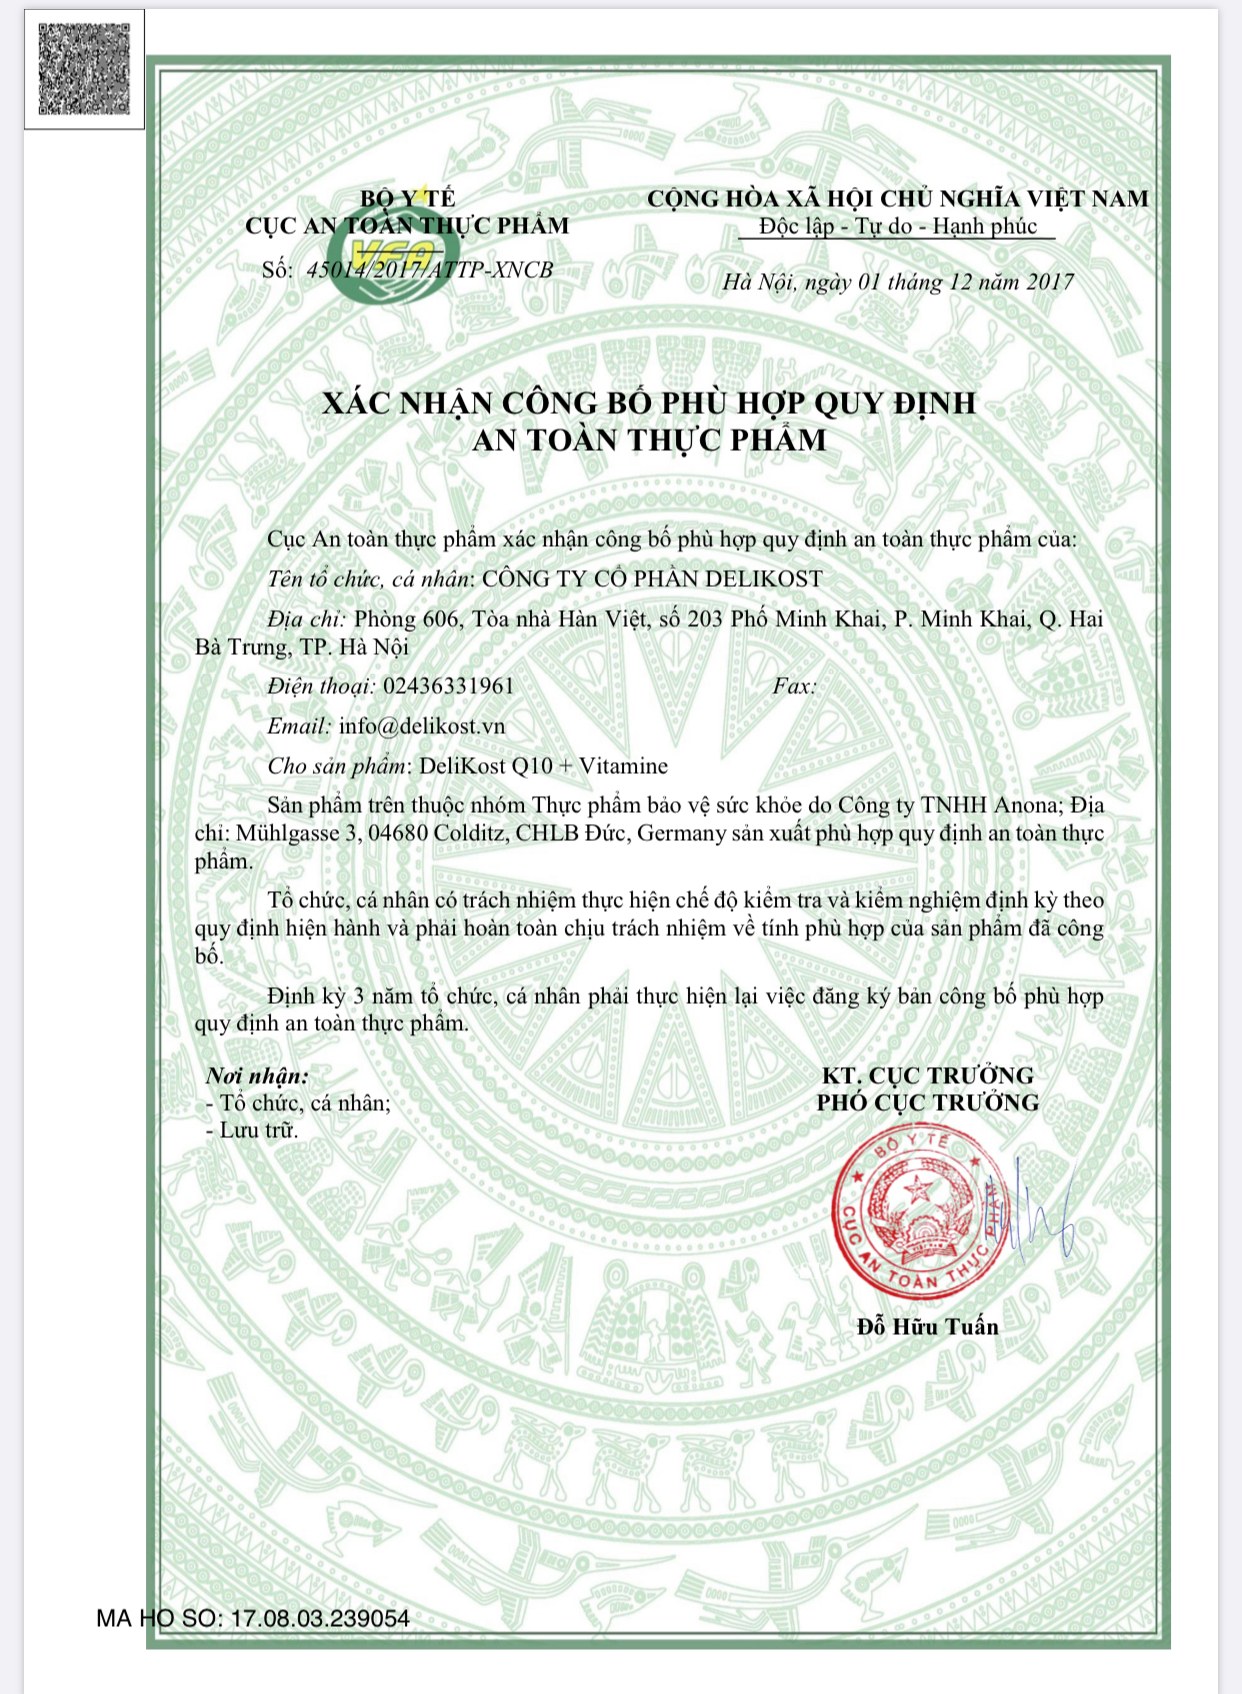 BỘ Y TẾ
CỤC AN TOÀN THỰC PHẨM
VFA
Số: 45014/2017/ATTP-XNCB
CỘNG HÒA XÃ HỘI CHỦ NGHĨA VIỆT NAM
Độc lập - Tự do - Hạnh phúc
Hà Nội, ngày 01 tháng 12 năm 2017
XÁC NHẬN CÔNG BỐ PHÙ HỢP QUY ĐỊNH
AN TOÀN THỰC PHẨM
Cục An toàn thực phẩm xác nhận công bố phù hợp quy định an toàn thực phẩm của:
Tên tổ chức, cá nhân: CÔNG TY CỔ PHẦN DELIKOST
Địa chỉ: Phòng 606, Tòa nhà Hàn Việt, số 203 Phố Minh Khai, P. Minh Khai, Q. Hai
Bà Trưng, TP. Hà Nội
Điện thoại: 02436331961 Fax:
Email: info@delikost.vn
Cho sản phẩm: DeliKost Q10 + Vitamine
Sản phẩm trên thuộc nhóm Thực phẩm bảo vệ sức khỏe do Công ty TNHH Anona; Địa
chỉ: Mühlgasse 3, 04680 Colditz, CHLB Đức, Germany sản xuất phù hợp quy định an toàn thực
phẩm.
Tổ chức, cá nhân có trách nhiệm thực hiện chế độ kiểm tra và kiểm nghiệm định kỳ theo
quy định hiện hành và phải hoàn toàn chịu trách nhiệm về tính phù hợp của sản phẩm đã công
bố.
Định kỳ 3 năm tổ chức, cá nhân phải thực hiện lại việc đăng ký bản công bố phù hợp
quy định an toàn thực phẩm.
Nơi nhận:
- Tổ chức, cá nhân;
- Lưu trữ.
KT. CỤC TRƯỞNG
PHÓ CỤC TRƯỞNG
BỘ Y TẾ
CỤC AN TOÀN THỰC PHẨM
Đỗ Hữu Tuấn
MA HO SO: 17.08.03.239054